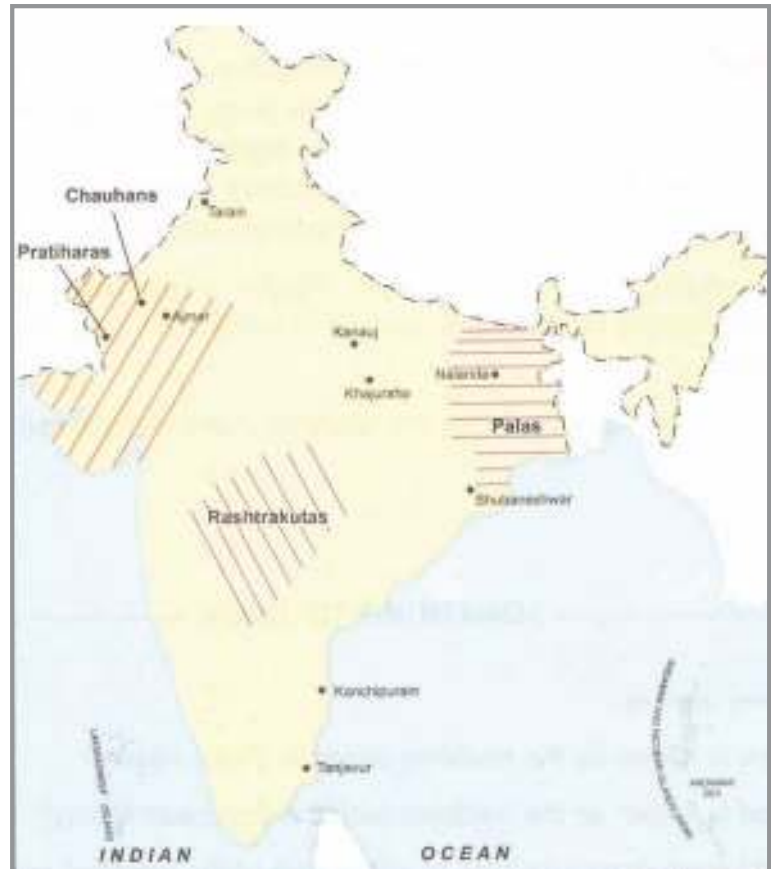 Chauhans
Tarain
Pratiharas
Ajmer
Kanauj
Khajuraho
Nalanda
Palas
Bhubaneshwar
Rashtrakutas
Kanchipuram
Tanjavur
INDIAN OCEAN